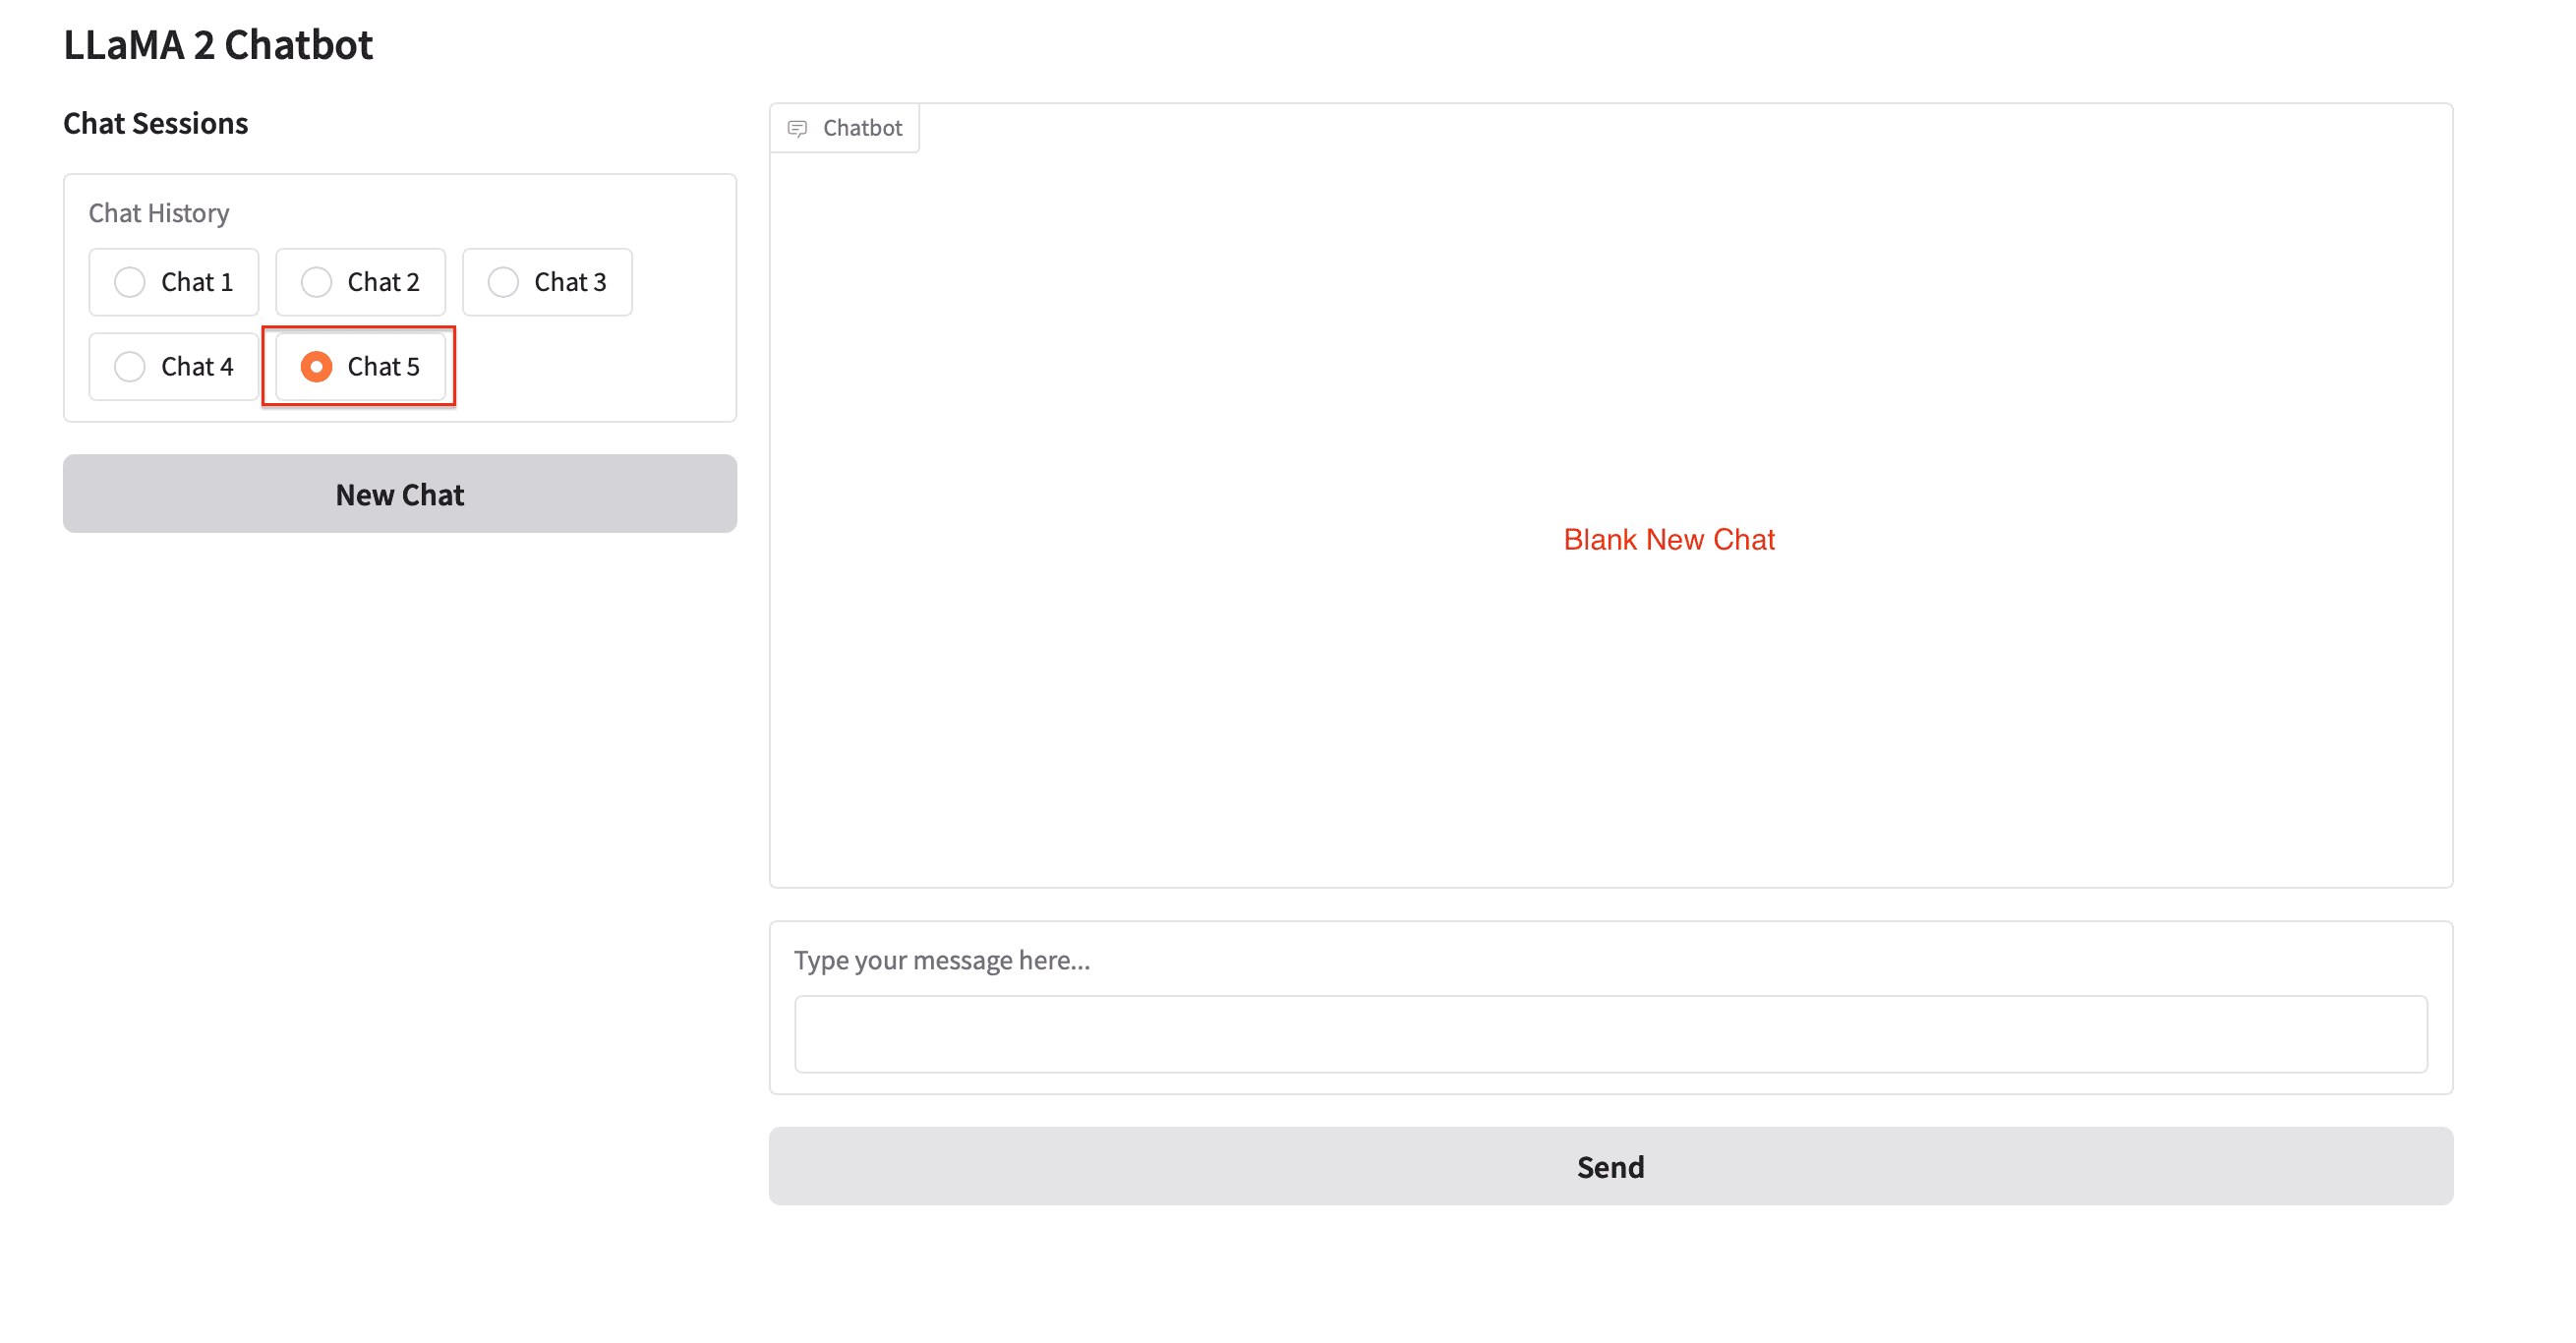 LLaMA 2 Chatbot
Chat Sessions
Chat History
Chat 1
Chat 2
Chat 3
Chat 4
Chat 5
New Chat
Chatbot
Blank New Chat
Type your message here...
Send